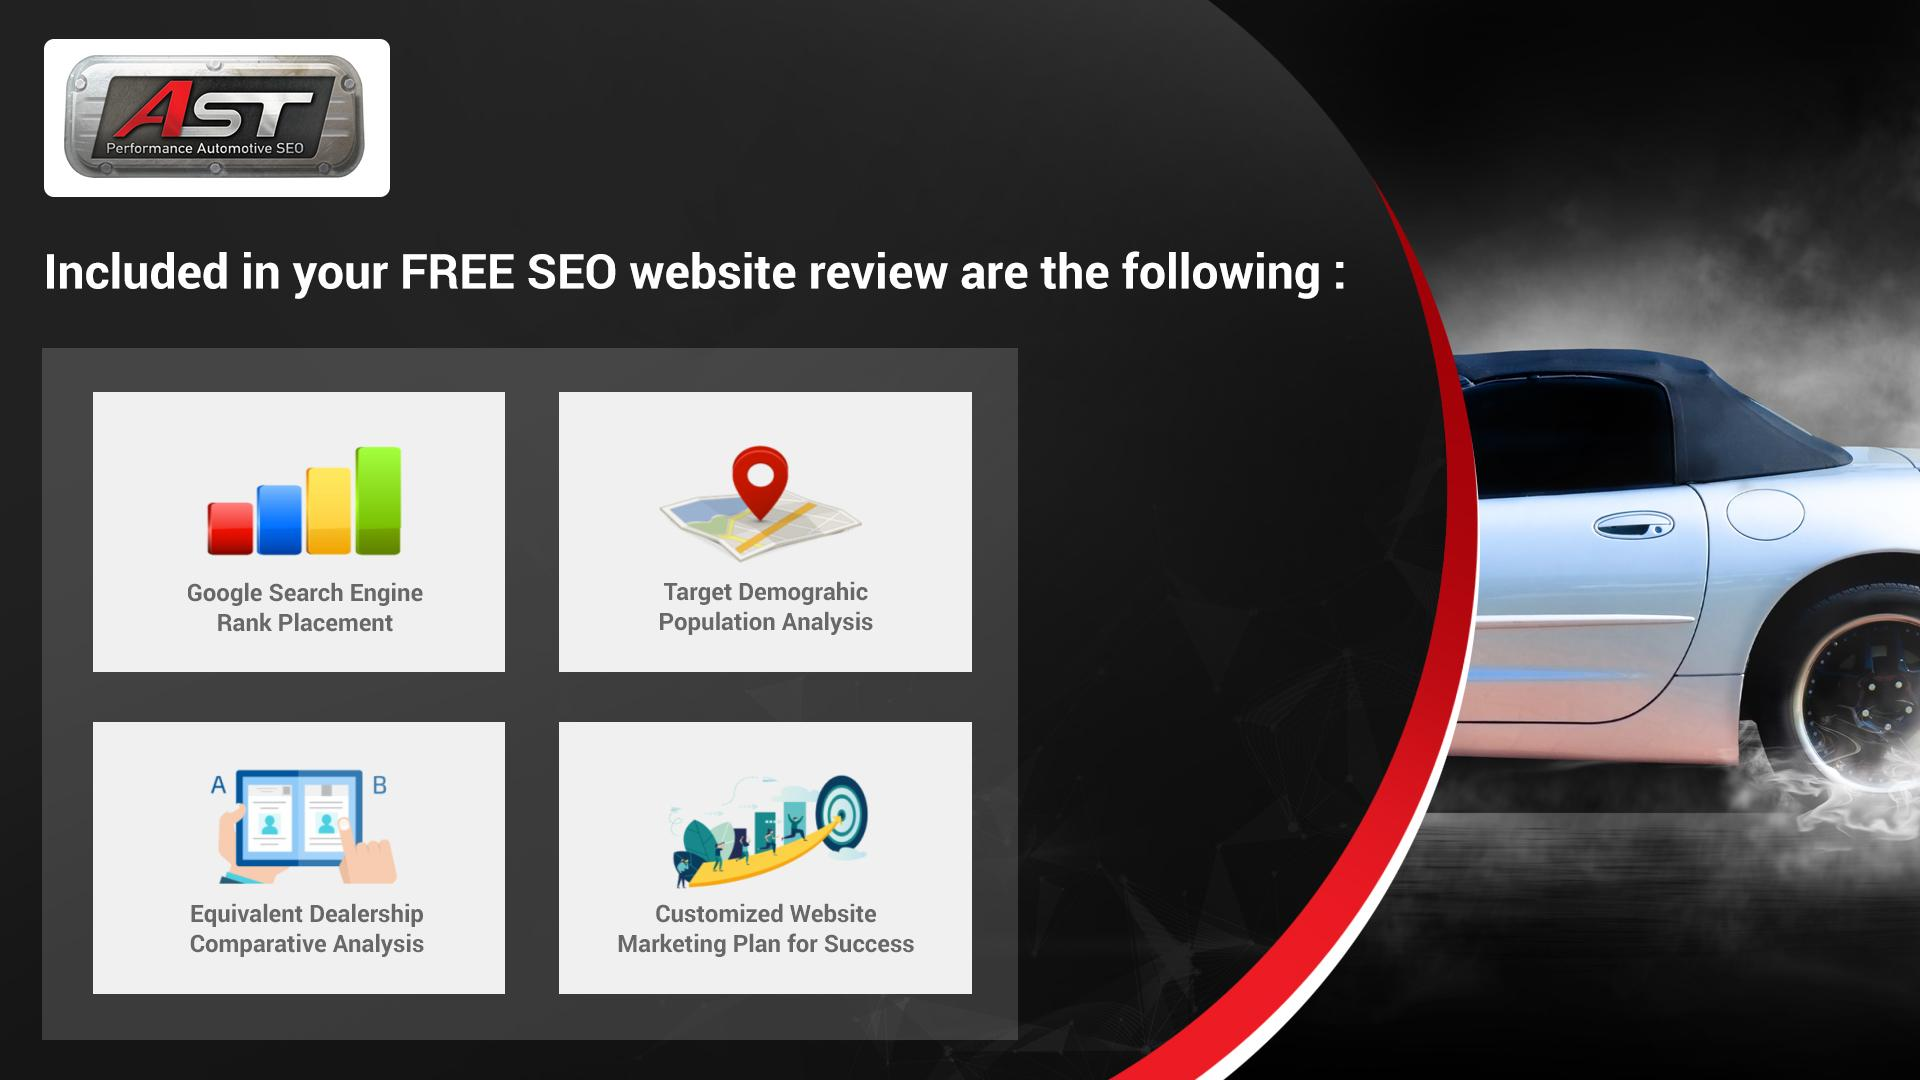 AST
Performance Automotive SEO
Included in your FREE SEO website review are the following :
Google Search Engine
Rank Placement
Target Demograhic
Population Analysis
A
B
Equivalent Dealership
Comparative Analysis
Customized Website
Marketing Plan for Success